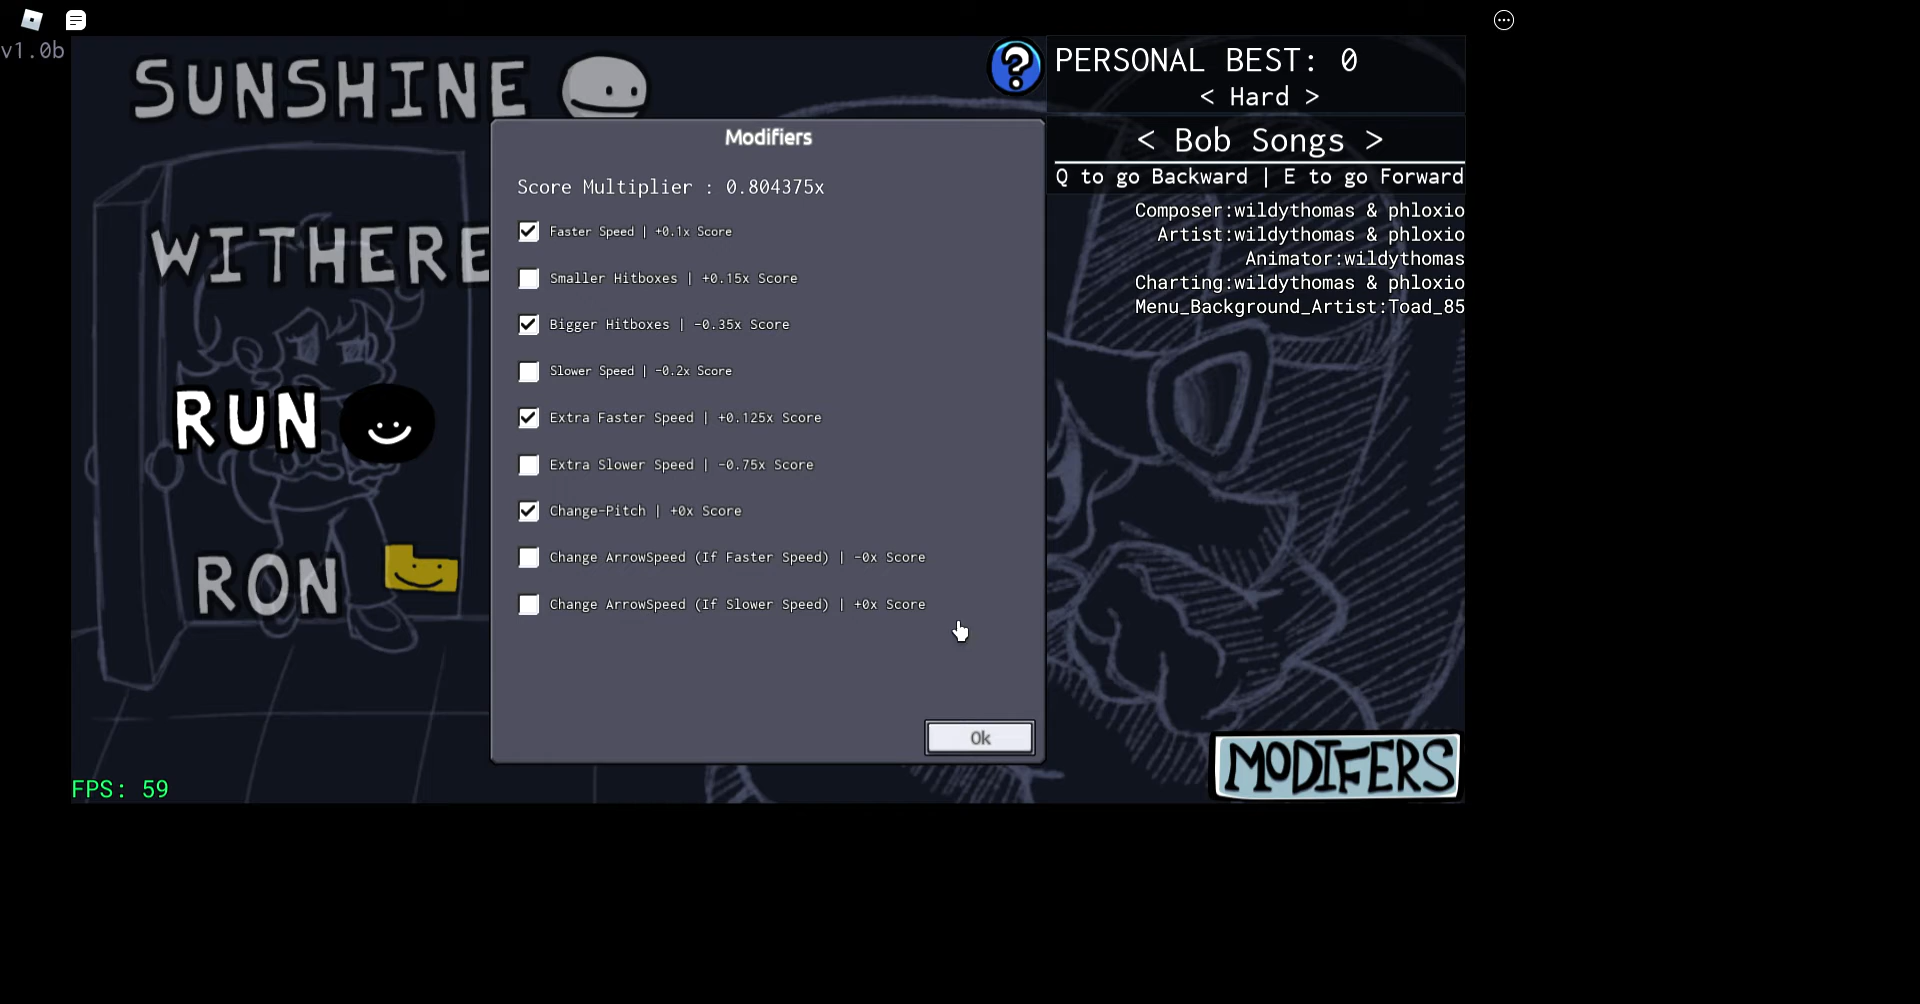 v1.0b
SUNSHINE
WITHERE
RUN
RON
FPS: 59
Modifiers
Score Multiplier : 0.804375x
Faster Speed | +0.1x Score
Smaller Hitboxes | +0.15x Score
Bigger Hitboxes | -0.35x Score
Slower Speed | -0.2x Score
Extra Faster Speed | +0.125x Score
Extra Slower Speed | -0.75x Score
Change-Pitch | +0x Score
Change ArrowSpeed (If Faster Speed) | -0x Score
Change ArrowSpeed (If Slower Speed) | +0x Score
Ok
?
PERSONAL BEST: 0
< Hard >
< Bob Songs >
Q to go Backward | E to go Forward
Composer:wildythomas & phloxio
Artist:wildythomas & phloxio
Animator:wildythomas
Charting:wildythomas & phloxio
Menu_Background_Artist:Toad_85
MODIFERS